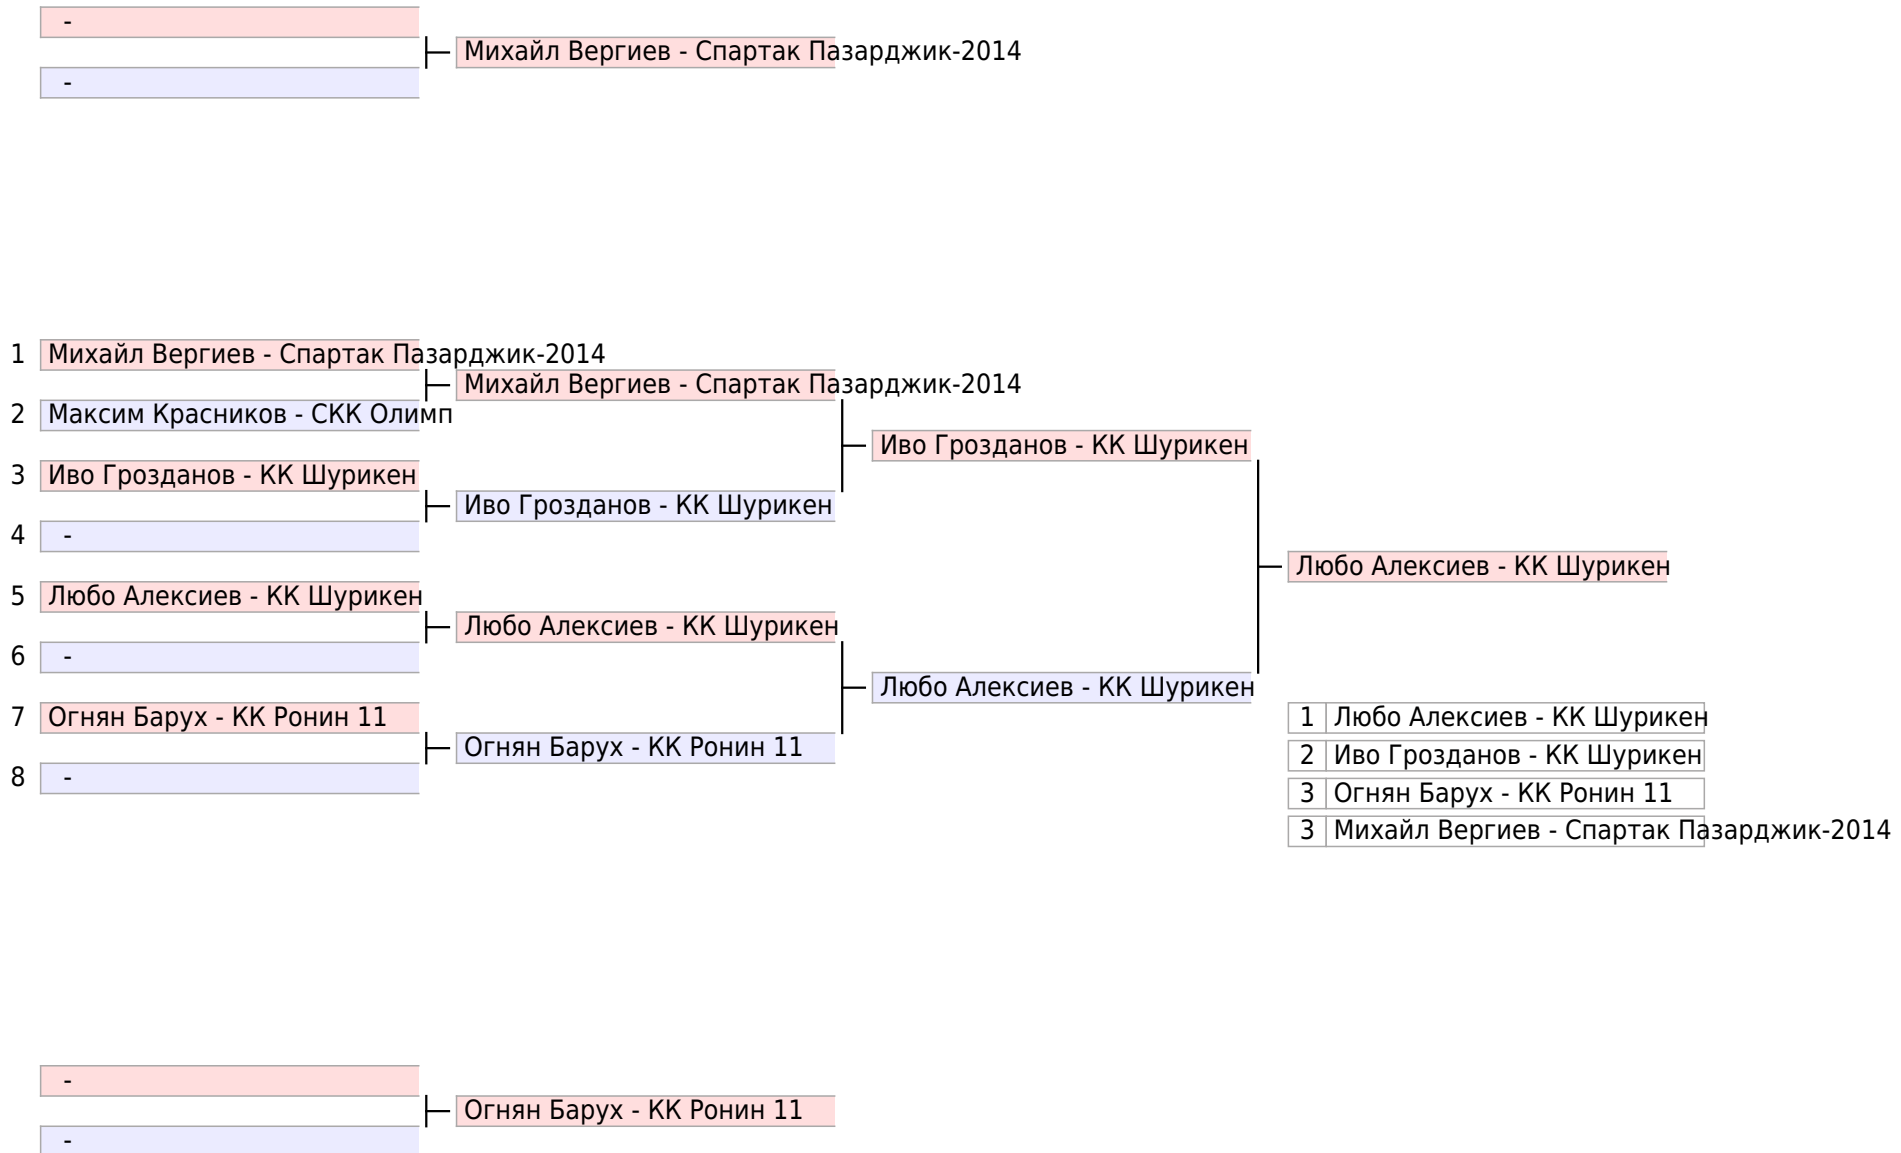 -
Михайл Вергиев - Спартак Пазарджик-2014
-
1 Михайл Вергиев - Спартак Пазарджик-2014
Михайл Вергиев - Спартак Пазарджик-2014
2 Максим Красников - СКК Олимп
Иво Грозданов - КК Шурикен
3 Иво Грозданов - КК Шурикен
Иво Грозданов - КК Шурикен
4 -
Любо Алексиев - КК Шурикен
5 Любо Алексиев - КК Шурикен
Любо Алексиев - КК Шурикен
6 -
Любо Алексиев - КК Шурикен
7 Огнян Барух - КК Ронин 11
1 Любо Алексиев - КК Шурикен
Огнян Барух - КК Ронин 11
2 Иво Грозданов - КК Шурикен
8 -
3 Огнян Барух - КК Ронин 11
3 Михайл Вергиев - Спартак Пазарджик-2014
-
Огнян Барух - КК Ронин 11
-